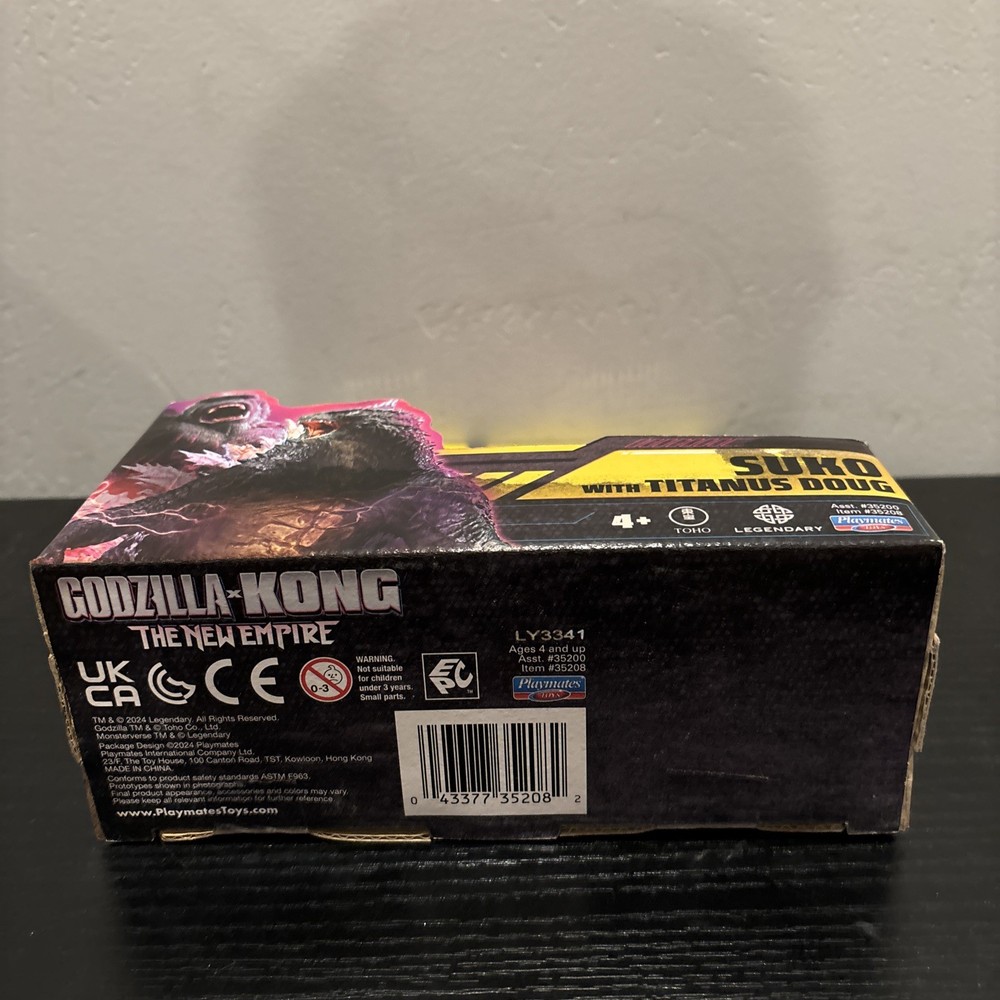 SUKO
WITH TITANUS DOUG
4+
TOHO
LEGENDARY
Asst. #35200
Item #35208
Playmates
TOYS
GODZILLA x KONG
THE NEW EMPIRE
UK
CA
CE
0-3
WARNING.
Not suitable
for children
under 3 years.
Small parts.
LY3341
Ages 4 and up
Asst. #35200
Item #35208
Playmates
TOYS
TM & © 2024 Legendary. All Rights Reserved.
Godzilla TM & © Toho Co., Ltd.
Monsterverse TM & © Legendary
Package Design ©2024 Playmates
Playmates International Company Ltd.
23/F, The Toy House, 100 Canton Road, TST, Kowloon, Hong Kong
MADE IN CHINA.
Conforms to product safety standards ASTM F963.
Prototypes shown in photographs.
Final product appearance, accessories and colors may vary.
Please keep all relevant information for further reference.
www.PlaymatesToys.com
0 43377 35208 2